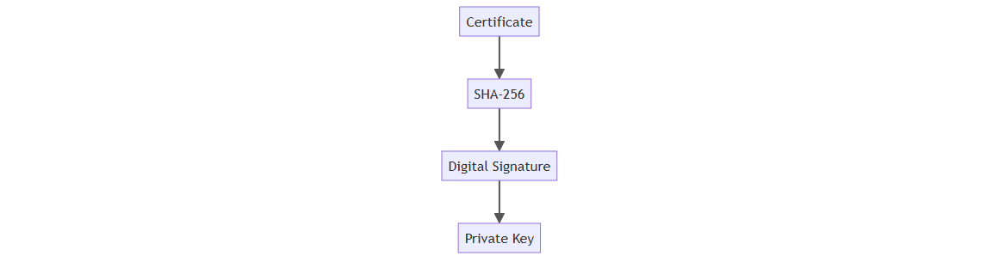 Certificate
SHA-256
Digital Signature
Private Key